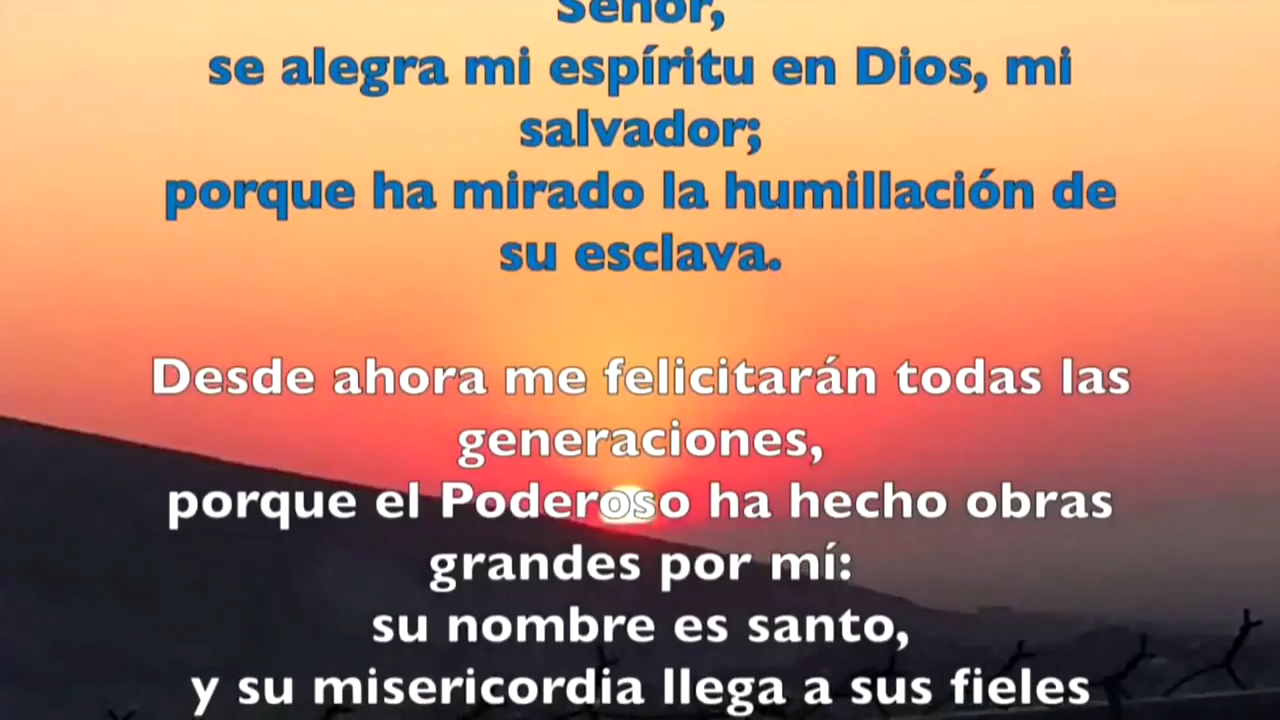 Señor,
se alegra mi espíritu en Dios, mi
salvador;
porque ha mirado la humillación de
su esclava.
Desde ahora me felicitarán todas las
generaciones,
porque el Poderoso ha hecho obras
grandes por mí:
su nombre es santo,
y su misericordia llega a sus fieles